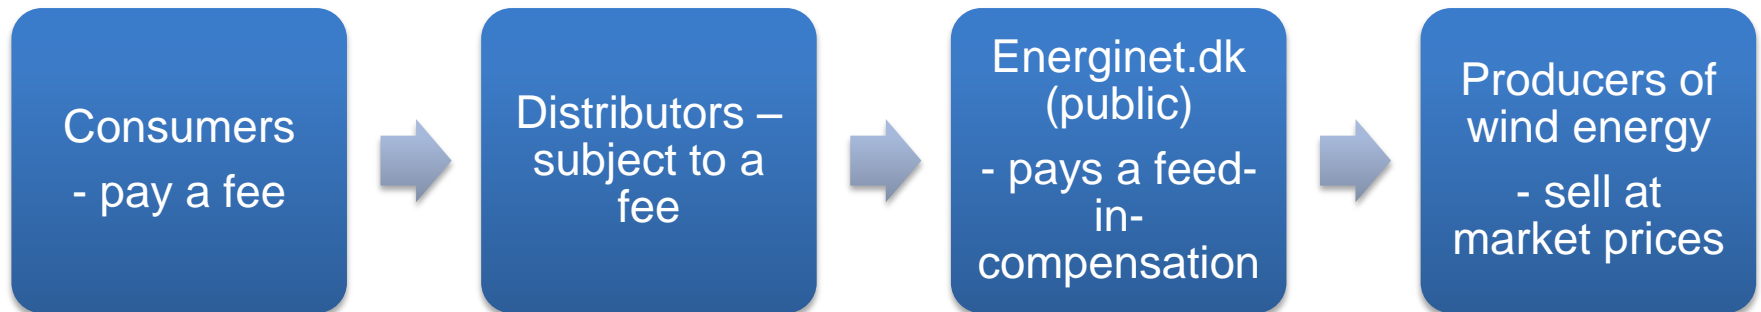 Consumers
- pay a fee
Distributors –
subject to a
fee
Energinet.dk
(public)
- pays a feed-
in-
compensation
Producers of
wind energy
- sell at
market prices